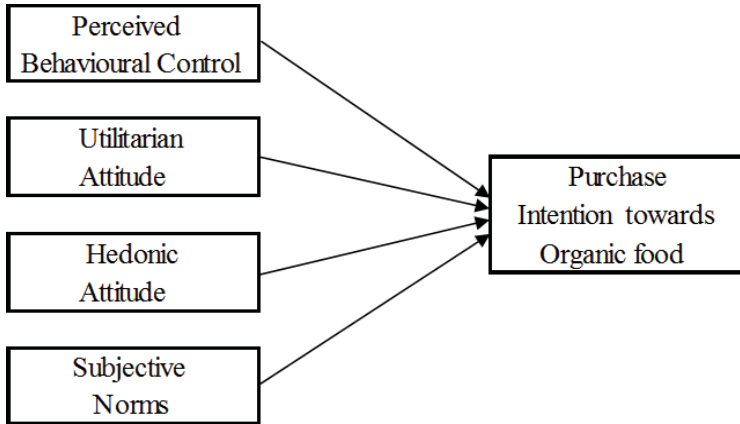 Perceived
Behavioural Control
Utilitarian
Attitude
Hedonic
Attitude
Subjective
Norms
Purchase
Intention towards
Organic food